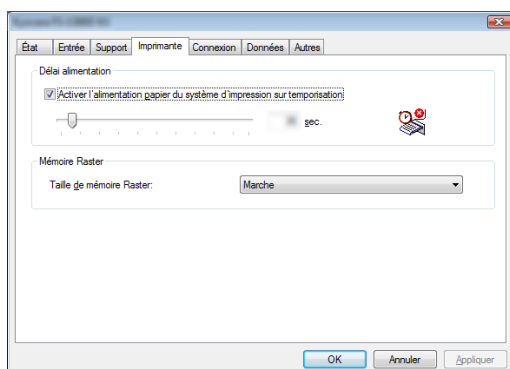 État Entrée Support Imprimante Connexion Données Autres
Délai alimentation
Activer l'alimentation papier du système d'impression sur temporisation
sec.
Mémoire Raster
Taille de mémoire Raster: Marche
OK Annuler Appliquer